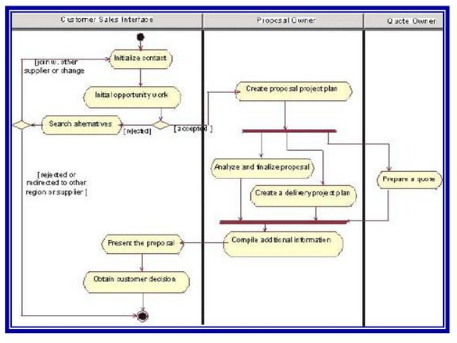 Customer Sales Interface
Proposal Owner
Quote Owner
[join w. other
supplier or change
Initialize contact
Initial opportunity work
Create proposal project plan
Search alternatives
[rejected]
[accepted]
[rejected or
redirected to other
region or supplier ]
Analyze and finalize proposal
Prepare a quote
Create a delivery project plan
Present the proposal
Compile additional information
Obtain customer decision